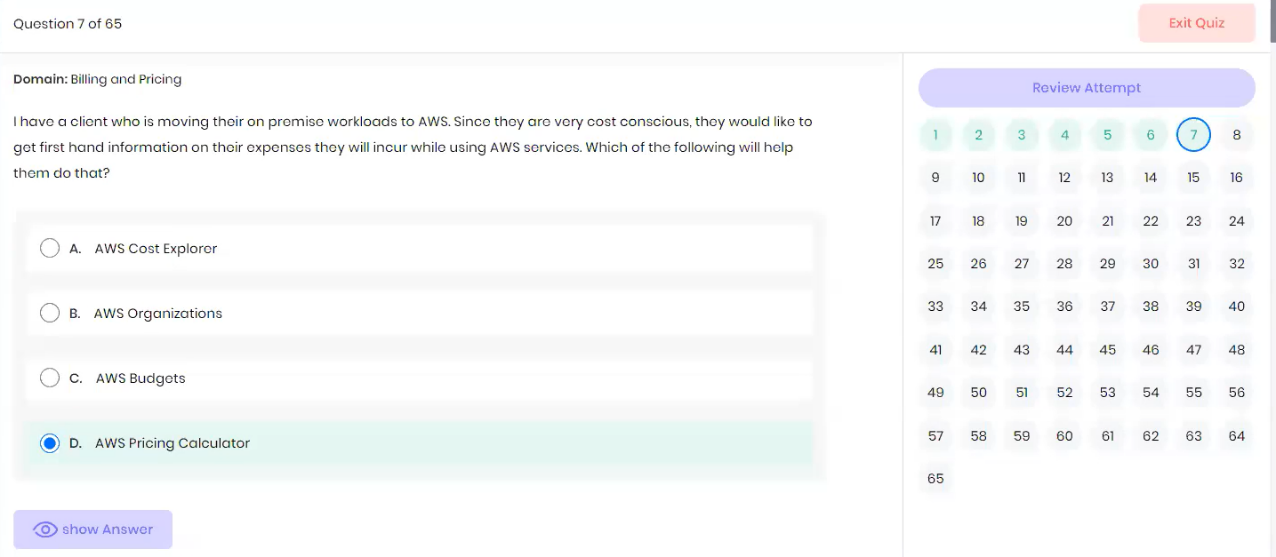 Question 7 of 65
Exit Quiz
Domain: Billing and Pricing
I have a client who is moving their on premise workloads to AWS. Since they are very cost conscious, they would like to
get first hand information on their expenses they will incur while using AWS services. Which of the following will help
them do that?
A. AWS Cost Explorer
B. AWS Organizations
C. AWS Budgets
D. AWS Pricing Calculator
show Answer
Review Attempt
1 2 3 4 5 6 7 8
9 10 11 12 13 14 15 16
17 18 19 20 21 22 23 24
25 26 27 28 29 30 31 32
33 34 35 36 37 38 39 40
41 42 43 44 45 46 47 48
49 50 51 52 53 54 55 56
57 58 59 60 61 62 63 64
65